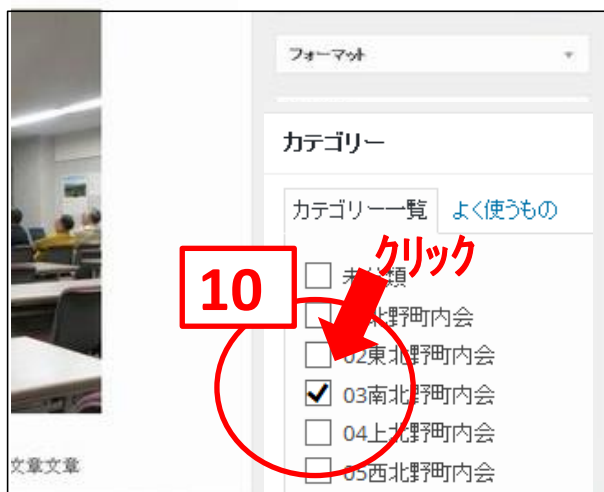 フォーマット
カテゴリー
カテゴリー一覧 よく使うもの
クリック
10
未分類
北野町内会
02東北野町内会
03南北野町内会
04上北野町内会
05西北野町内会
文章文章